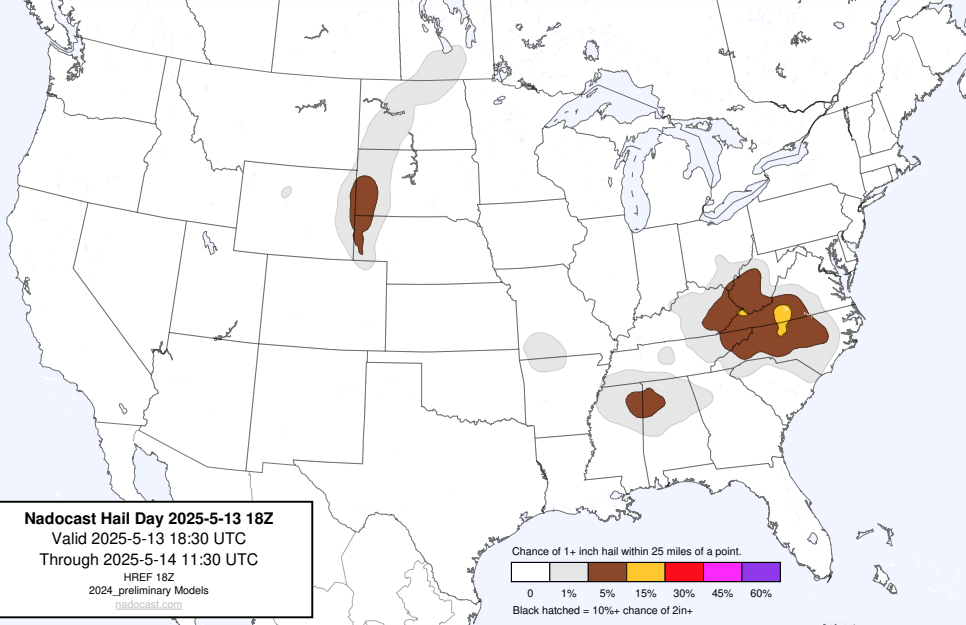 Nadocast Hail Day 2025-5-13 18Z
Valid 2025-5-13 18:30 UTC
Through 2025-5-14 11:30 UTC
HREF 18Z
2024_preliminary Models
nadocast.com
Chance of 1+ inch hail within 25 miles of a point.
0 1% 5% 15% 30% 45% 60%
Black hatched = 10%+ chance of 2in+